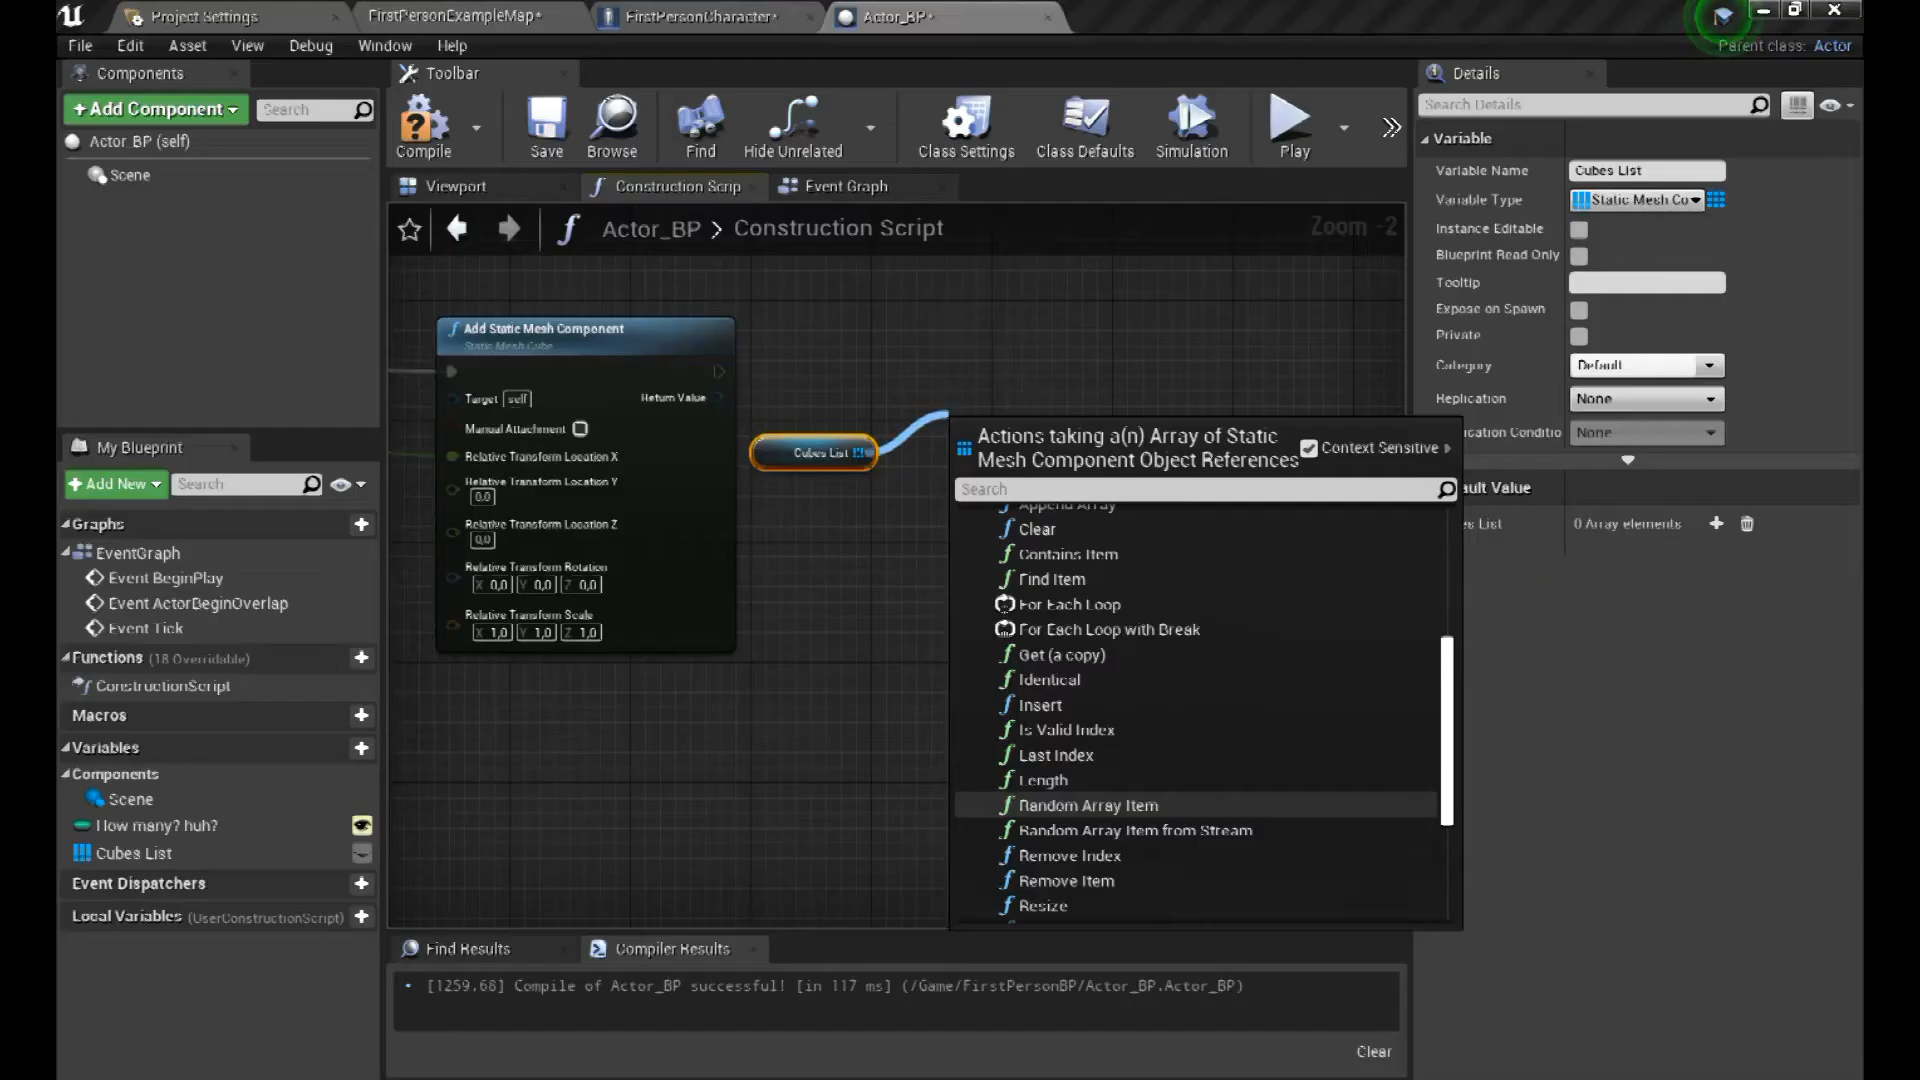 Project Settings
FirstPersonExampleMap*
FirstPersonCharacter*
Actor_BP*
File Edit Asset View Debug Window Help
Parent class: Actor
Components
+Add Component
Search
Actor_BP (self)
Scene
Toolbar
Compile
Save
Browse
Find
Hide Unrelated
Class Settings
Class Defaults
Simulation
Play
Viewport
Construction Scrip
Event Graph
Actor_BP > Construction Script
Zoom -2
Add Static Mesh Component
Static Mesh Cube
Target self
Return Value
Manual Attachment
Relative Transform Location X
Relative Transform Location Y
0,0
Relative Transform Location Z
0,0
Relative Transform Rotation
X 0,0 Y 0,0 Z 0,0
Relative Transform Scale
X 1,0 Y 1,0 Z 1,0
Cubes List
Actions taking a(n) Array of Static
Mesh Component Object References
Context Sensitive
Search
Append Array
Clear
Contains Item
Find Item
For Each Loop
For Each Loop with Break
Get (a copy)
Identical
Insert
Is Valid Index
Last Index
Length
Random Array Item
Random Array Item from Stream
Remove Index
Remove Item
Resize
My Blueprint
+Add New
Search
Graphs
EventGraph
Event BeginPlay
Event ActorBeginOverlap
Event Tick
Functions (18 Overridable)
ConstructionScript
Macros
Variables
Components
Scene
How many? huh?
Cubes List
Event Dispatchers
Local Variables (UserConstructionScript)
Find Results
Compiler Results
[1259.68] Compile of Actor_BP successful! [in 117 ms] (/Game/FirstPersonBP/Actor_BP.Actor_BP)
Clear
Details
Search Details
Variable
Variable Name Cubes List
Variable Type Static Mesh Co
Instance Editable
Blueprint Read Only
Tooltip
Expose on Spawn
Private
Category Default
Replication None
ication Conditio None
ault Value
es List 0 Array elements